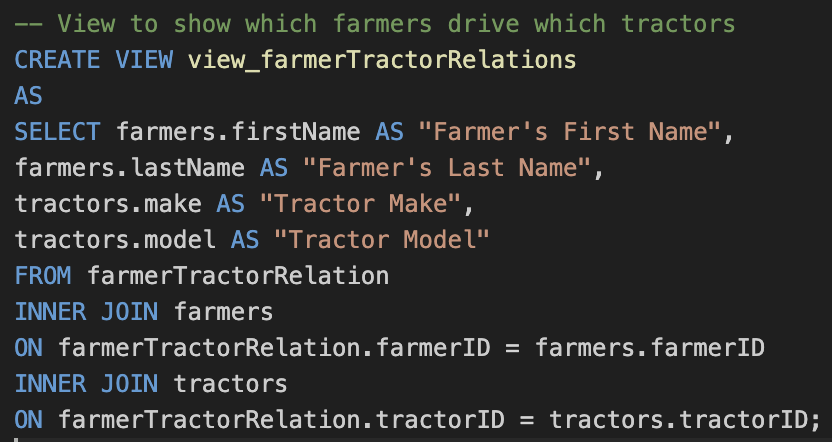 -- View to show which farmers drive which tractors
CREATE VIEW view_farmerTractorRelations
AS
SELECT farmers.firstName AS "Farmer's First Name",
farmers.lastName AS "Farmer's Last Name",
tractors.make AS "Tractor Make",
tractors.model AS "Tractor Model"
FROM farmerTractorRelation
INNER JOIN farmers
ON farmerTractorRelation.farmerID = farmers.farmerID
INNER JOIN tractors
ON farmerTractorRelation.tractorID = tractors.tractorID;